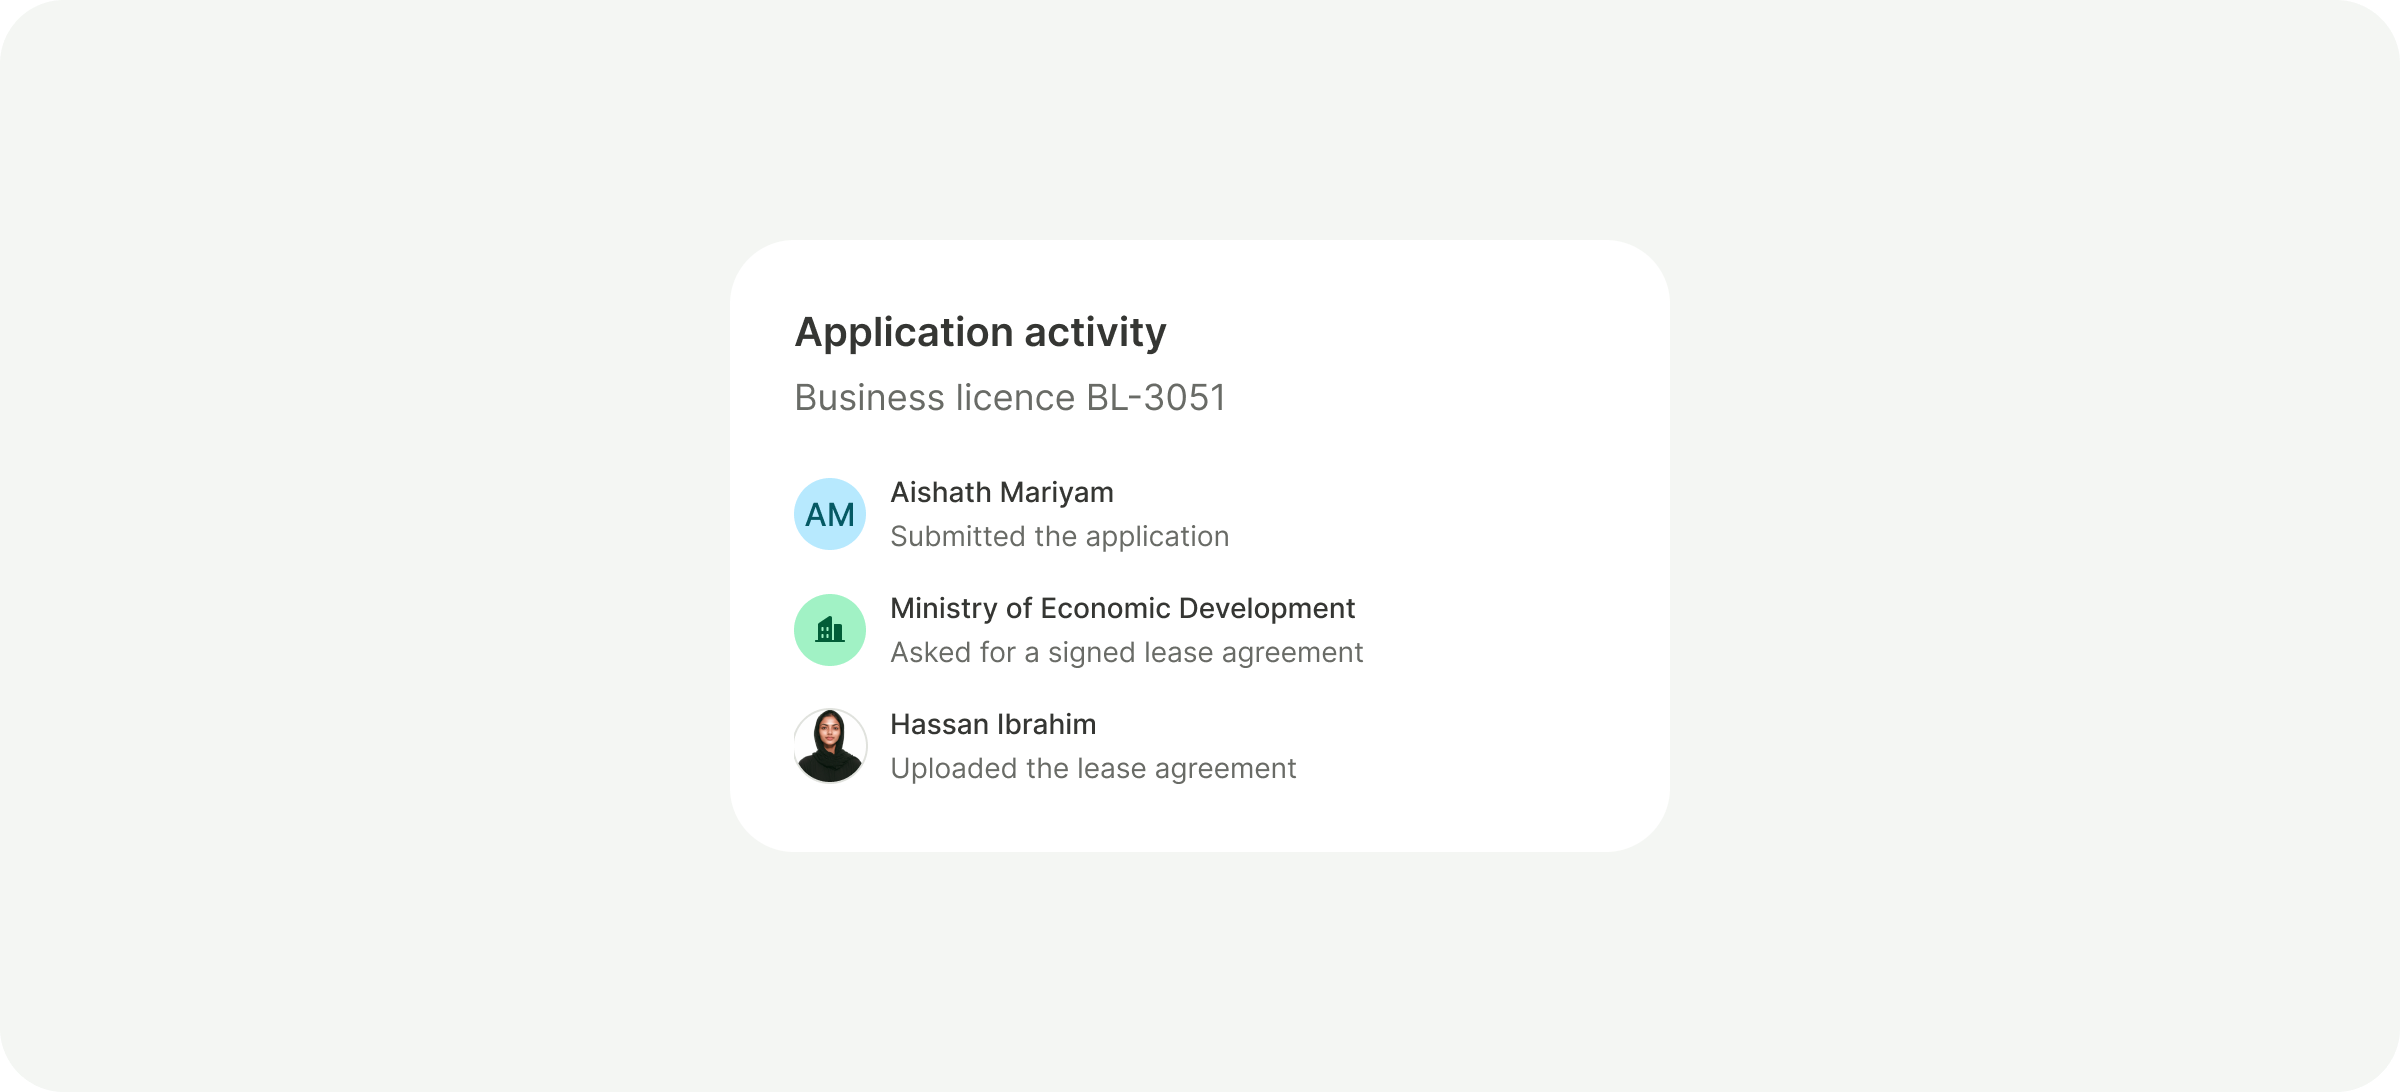 Application activity
Business licence BL-3051
AM
Aishath Mariyam
Submitted the application
Ministry of Economic Development
Asked for a signed lease agreement
Hassan Ibrahim
Uploaded the lease agreement